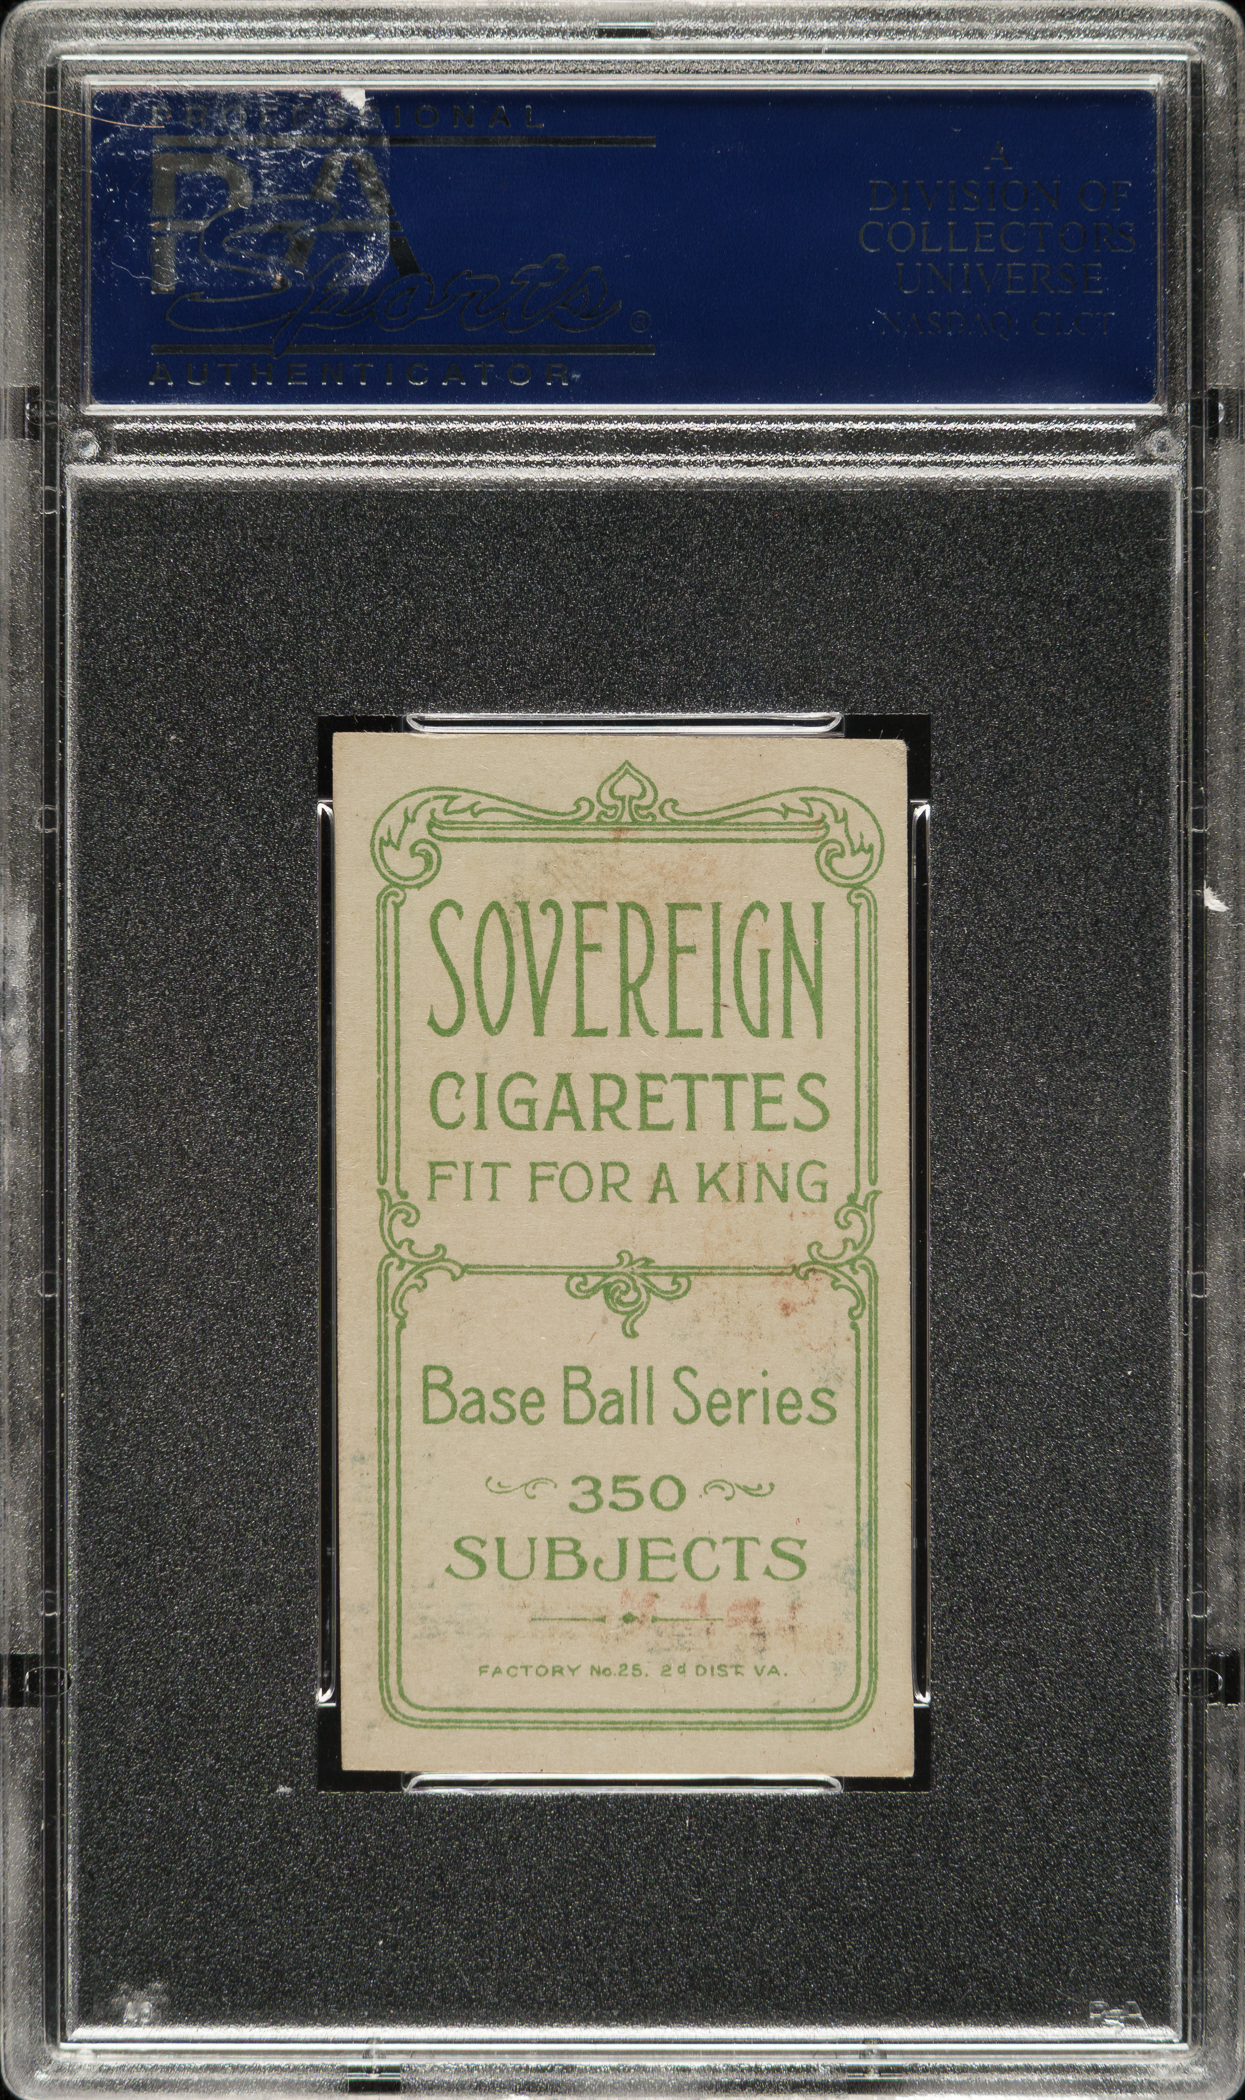 PROFESSIONAL
PSA
Sports®
AUTHENTICATOR
A
DIVISION OF
COLLECTORS
UNIVERSE
NASDAQ: CLCT
SOVEREIGN
CIGARETTES
FIT FOR A KING
Base Ball Series
350
SUBJECTS
FACTORY No. 25. 2d DIST. VA.
PSA